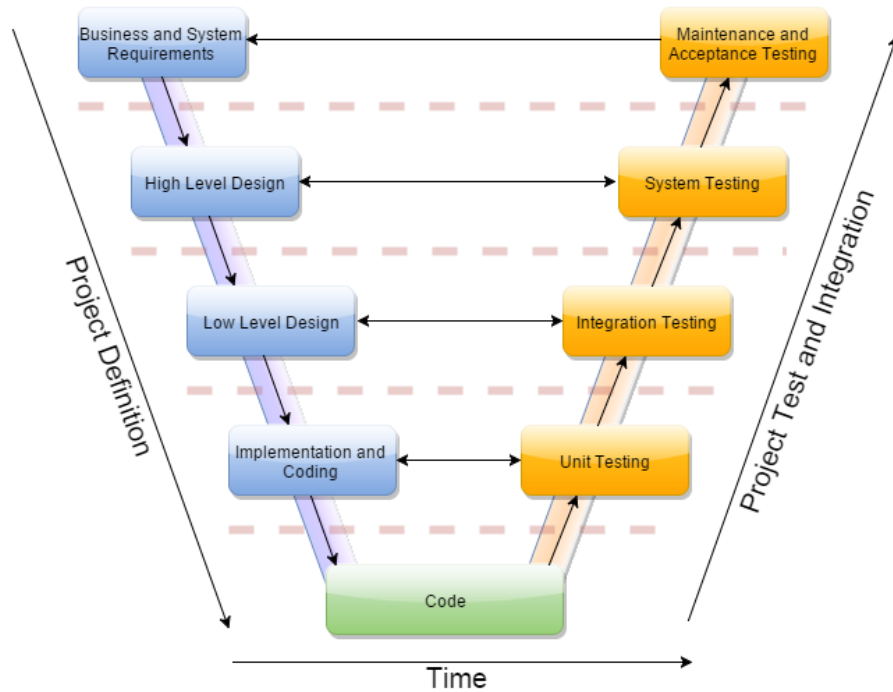 Business and System
Requirements
Maintenance and
Acceptance Testing
High Level Design
System Testing
Low Level Design
Integration Testing
Implementation and
Coding
Unit Testing
Code
Project Definition
Project Test and Integration
Time